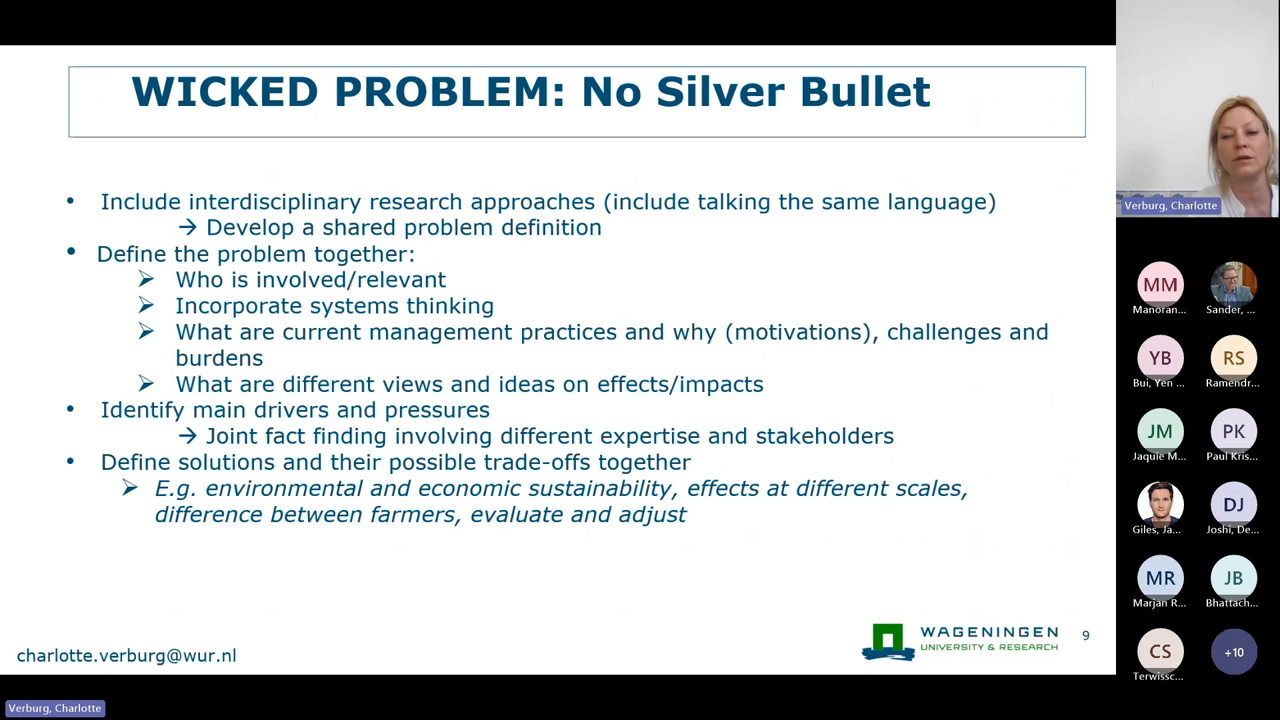 WICKED PROBLEM: No Silver Bullet
• Include interdisciplinary research approaches (include talking the same language)
→ Develop a shared problem definition
• Define the problem together:
➢ Who is involved/relevant
➢ Incorporate systems thinking
➢ What are current management practices and why (motivations), challenges and
burdens
➢ What are different views and ideas on effects/impacts
• Identify main drivers and pressures
→ Joint fact finding involving different expertise and stakeholders
• Define solutions and their possible trade-offs together
➢ E.g. environmental and economic sustainability, effects at different scales,
difference between farmers, evaluate and adjust
charlotte.verburg@wur.nl
WAGENINGEN
UNIVERSITY & RESEARCH
9
Verburg, Charlotte
Verburg, Charlotte
MM
Manoran...
Sander, ...
YB
Bui, Yen ...
RS
Ramendr...
JM
Jaquie M...
PK
Paul Kris...
Giles, Ja...
DJ
Joshi, De...
MR
Marjan R...
JB
Bhattach...
CS
Terwissc...
+10